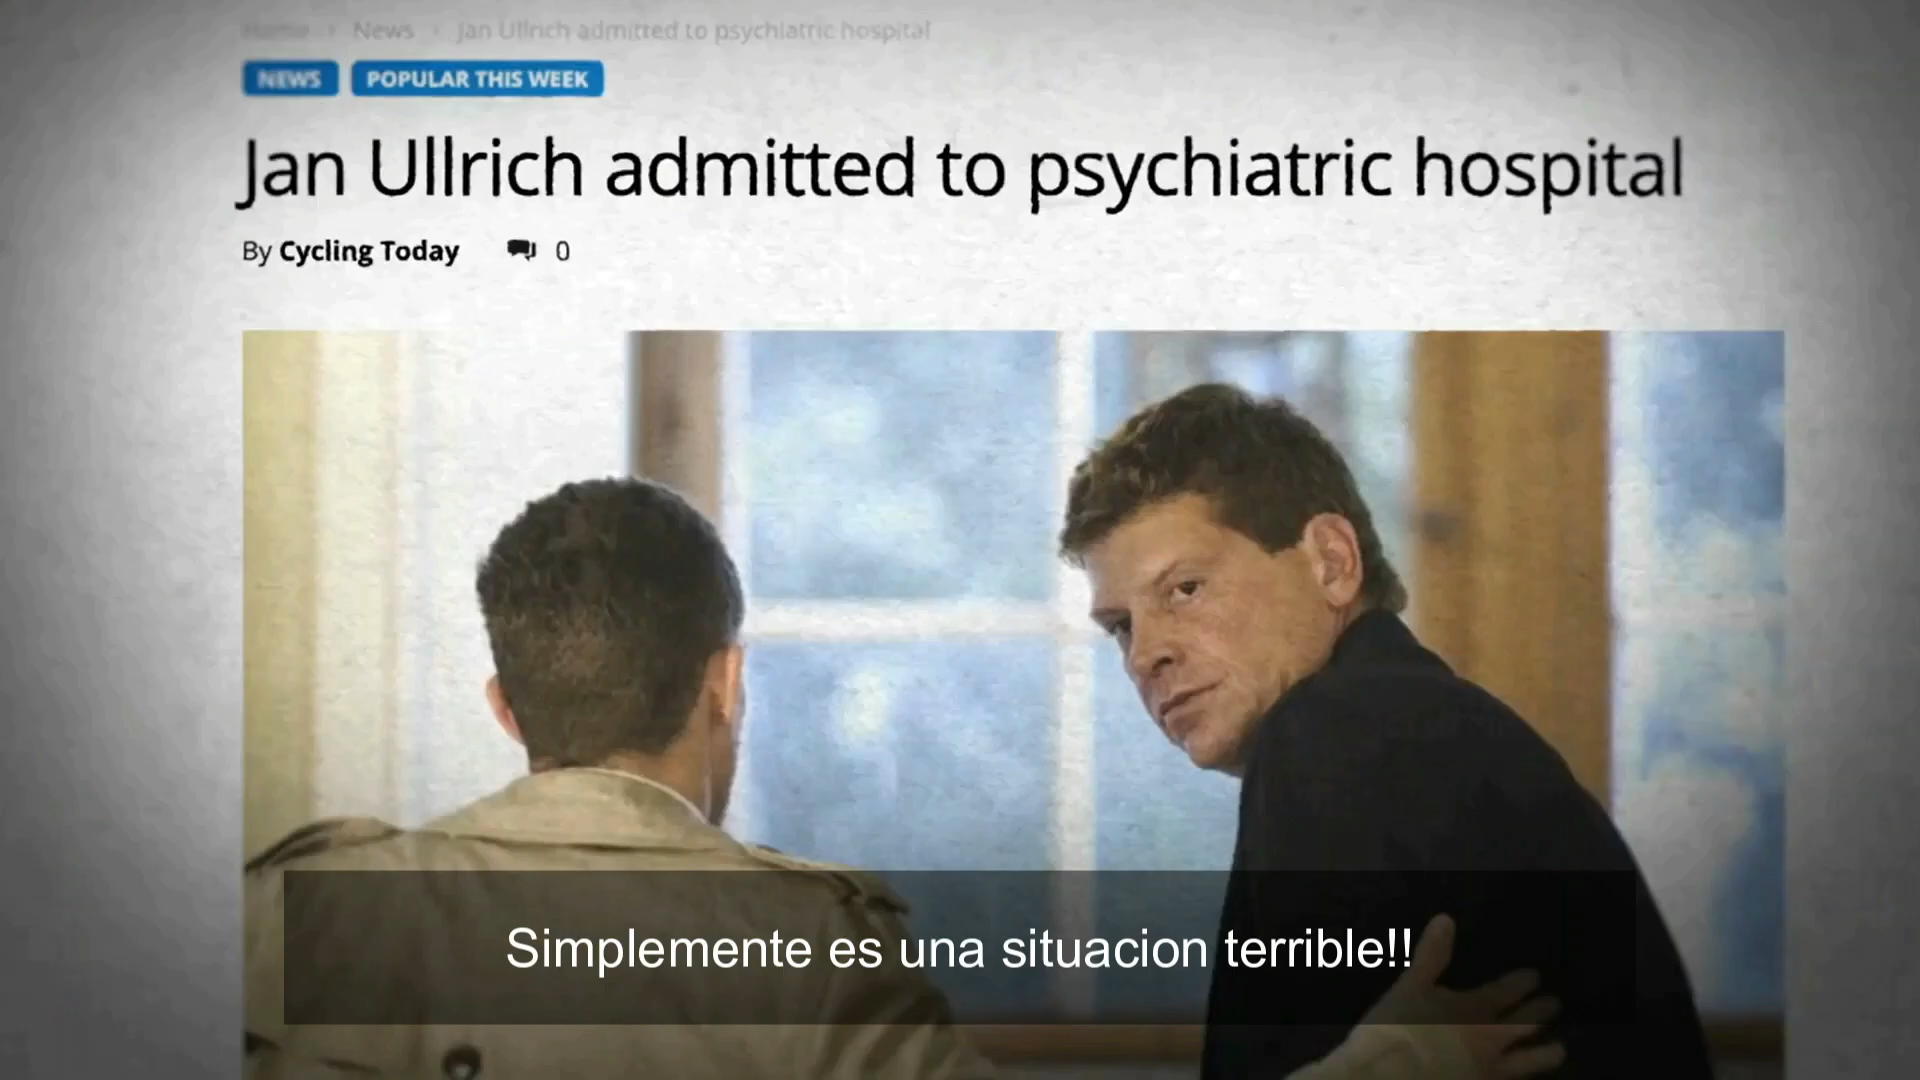 Home › News › Jan Ullrich admitted to psychiatric hospital
NEWS POPULAR THIS WEEK
Jan Ullrich admitted to psychiatric hospital
By Cycling Today 0
Simplemente es una situacion terrible!!